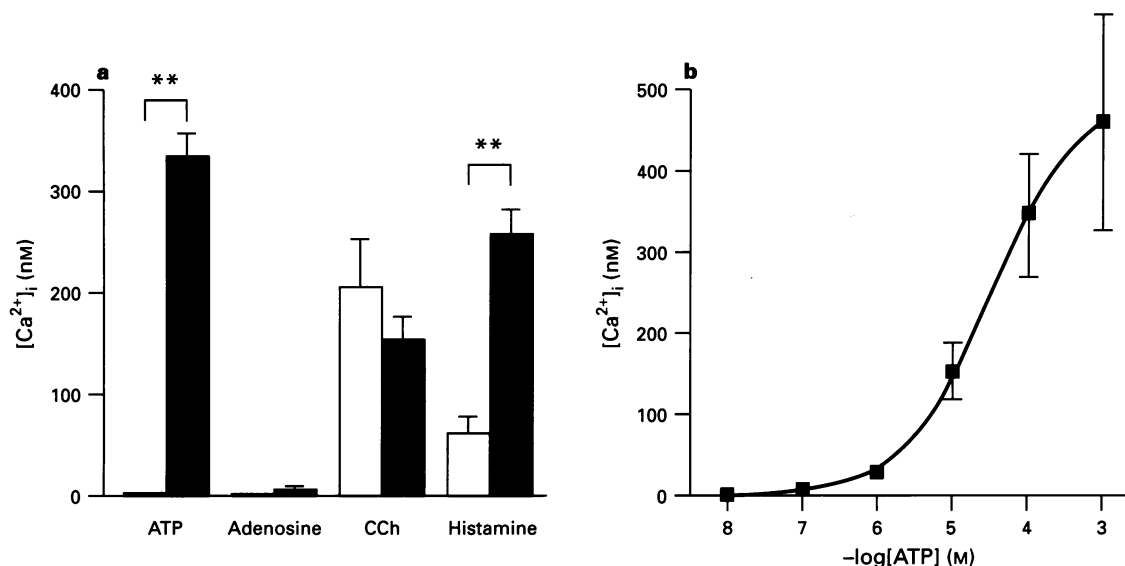 a
**
**
400
300
200
100
0
[Ca²⁺]ᵢ (nM)
ATP Adenosine CCh Histamine
b
500
400
300
200
100
0
[Ca²⁺]ᵢ (nM)
8 7 6 5 4 3
–log[ATP] (M)